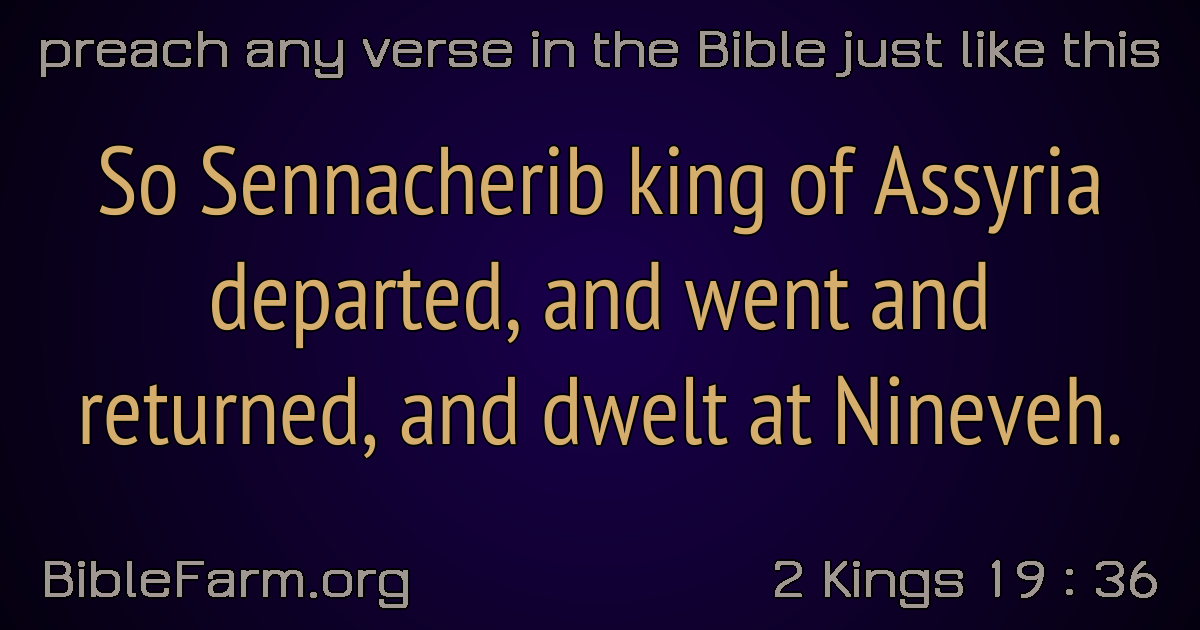 preach any verse in the Bible just like this
So Sennacherib king of Assyria
departed, and went and
returned, and dwelt at Nineveh.
BibleFarm.org
2 Kings 19 : 36